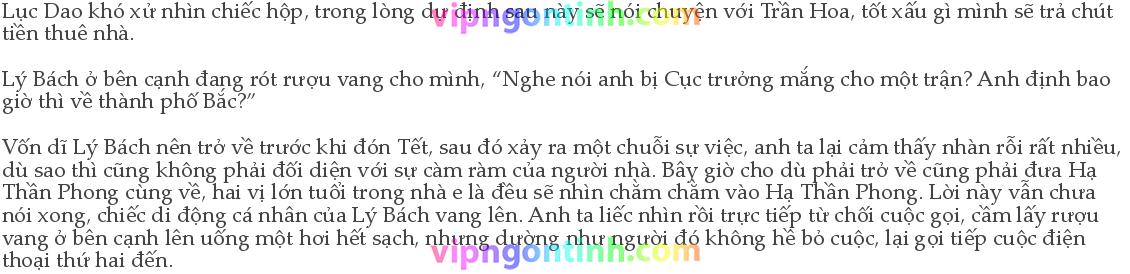 Lục Dao khó xử nhìn chiếc hộp, trong lòng dự định sau này sẽ nói chuyện với Trần Hoa, tốt xấu gì mình sẽ trả chút
vipngontinh.com
tiền thuê nhà.
Lý Bách ở bên cạnh đang rót rượu vang cho mình, “Nghe nói anh bị Cục trưởng mắng cho một trận? Anh định bao
giờ thì về thành phố Bắc?”
Vốn dĩ Lý Bách nên trở về trước khi đón Tết, sau đó xảy ra một chuỗi sự việc, anh ta lại cảm thấy nhàn rỗi rất nhiều,
dù sao thì cũng không phải đối diện với sự càm ràm của người nhà. Bây giờ cho dù phải trở về cũng phải đưa Hạ
Thần Phong cùng về, hai vị lớn tuổi trong nhà e là đều sẽ nhìn chằm chằm vào Hạ Thần Phong. Lời này vẫn chưa
nói xong, chiếc di động cá nhân của Lý Bách vang lên. Anh ta liếc nhìn rồi trực tiếp từ chối cuộc gọi, cầm lấy rượu
vang ở bên cạnh lên uống một hơi hết sạch, nhưng dường như người đó không hề bỏ cuộc, lại gọi tiếp cuộc điện
vipngontinh.com
thoại thứ hai đến.